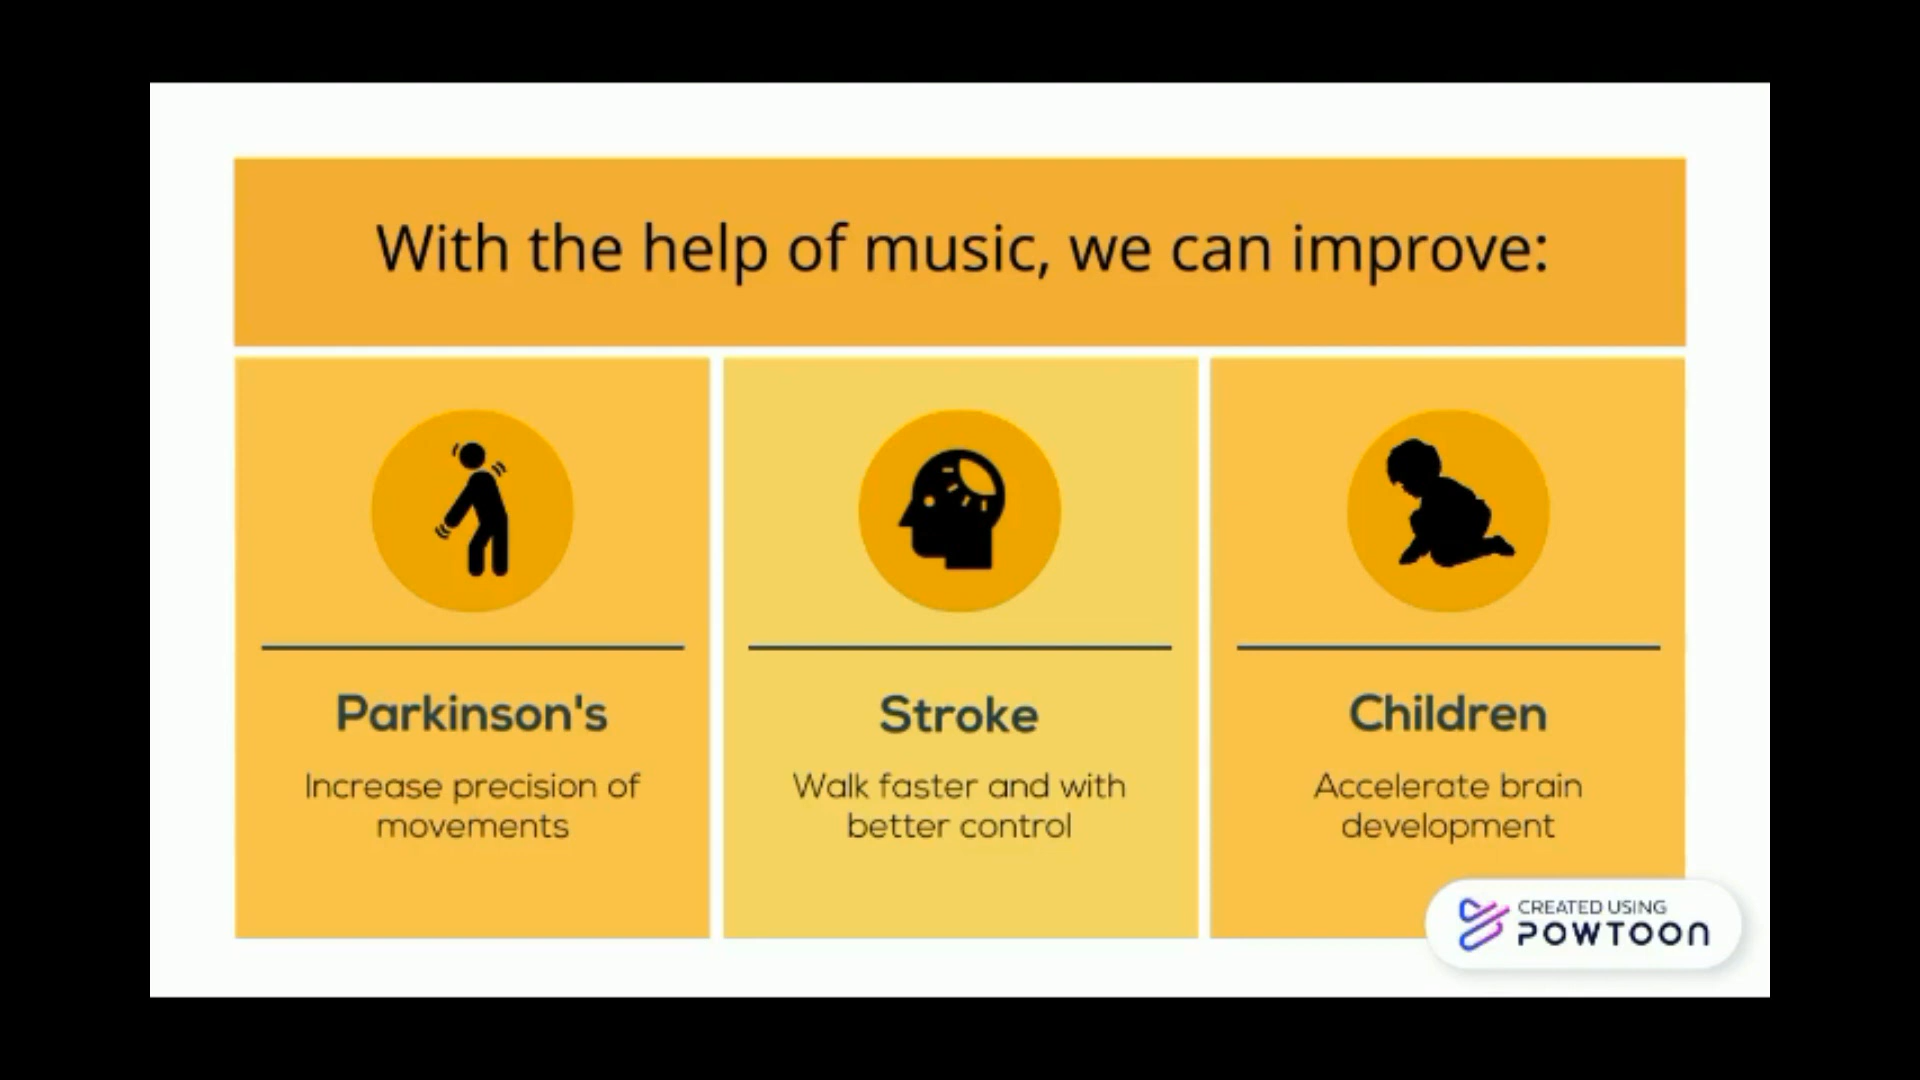 With the help of music, we can improve:
Parkinson's
Increase precision of
movements
Stroke
Walk faster and with
better control
Children
Accelerate brain
development
CREATED USING
POWTOON